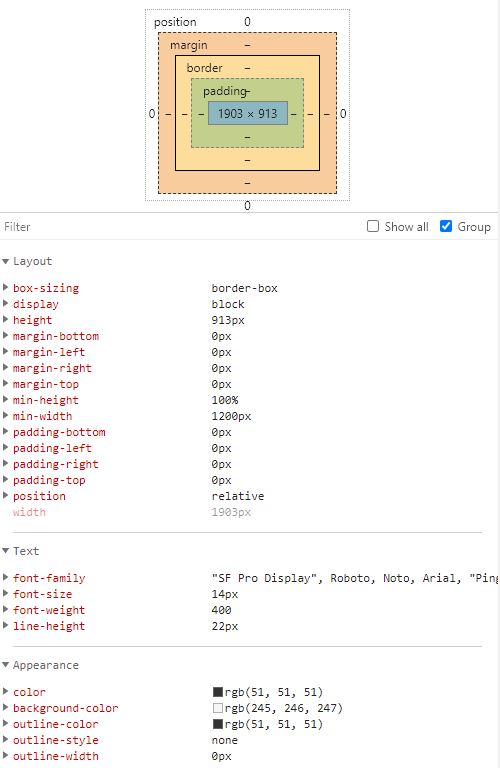 position 0
margin –
border –
padding –
0 – – – 1903 × 913 – – – 0
–
–
–
0
Filter Show all Group
Layout
box-sizing border-box
display block
height 913px
margin-bottom 0px
margin-left 0px
margin-right 0px
margin-top 0px
min-height 100%
min-width 1200px
padding-bottom 0px
padding-left 0px
padding-right 0px
padding-top 0px
position relative
width 1903px
Text
font-family "SF Pro Display", Roboto, Noto, Arial, "Ping
font-size 14px
font-weight 400
line-height 22px
Appearance
color rgb(51, 51, 51)
background-color rgb(245, 246, 247)
outline-color rgb(51, 51, 51)
outline-style none
outline-width 0px